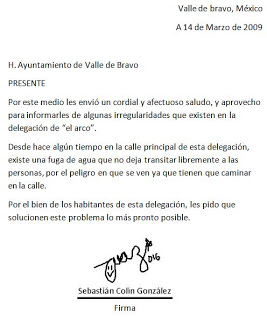 Valle de bravo, México
A 14 de Marzo de 2009
H. Ayuntamiento de Valle de Bravo
PRESENTE
Por este medio les envió un cordial y afectuoso saludo, y aprovecho
para informarles de algunas irregularidades que existen en la
delegación de “el arco”.
Desde hace algún tiempo en la calle principal de esta delegación,
existe una fuga de agua que no deja transitar libremente a las
personas, por el peligro en que se ven ya que tienen que caminar
en la calle.
Por el bien de los habitantes de esta delegación, les pido que
solucionen este problema lo más pronto posible.
Sebastián Colin González
Firma